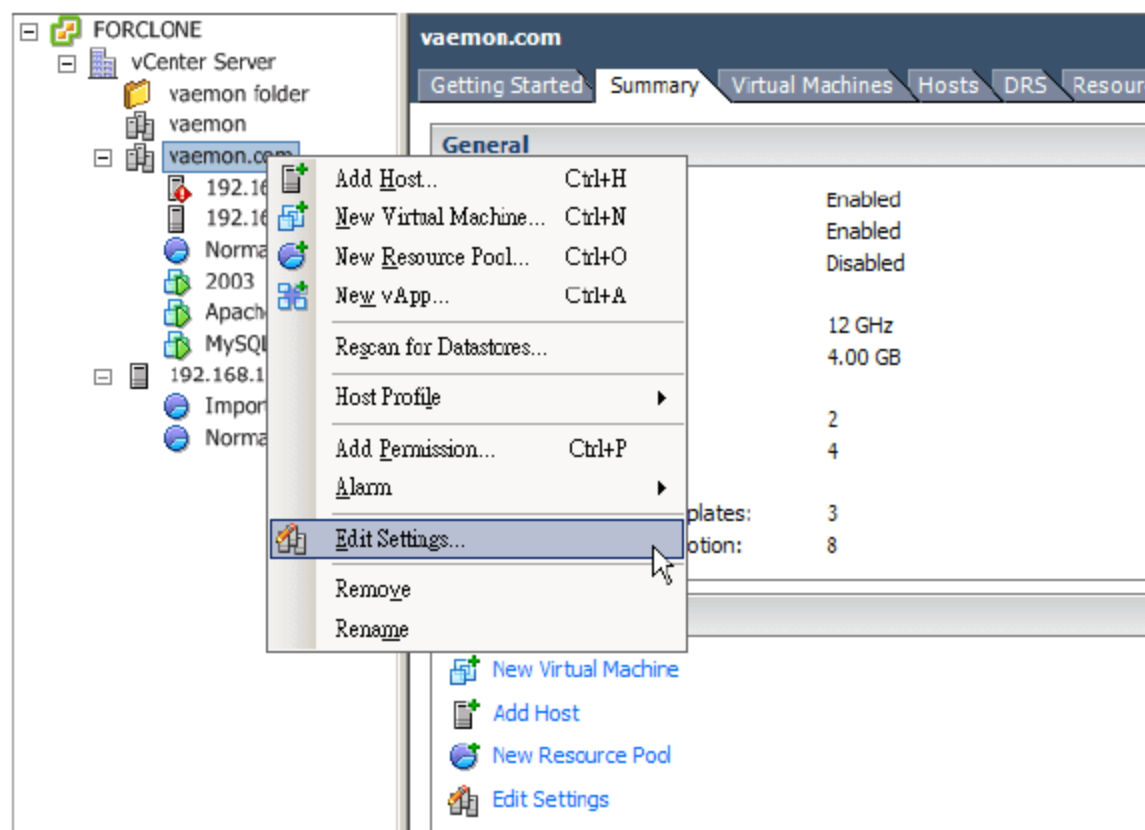 FORCLONE
vCenter Server
vaemon folder
vaemon
vaemon.com
192.16
192.16
Norma
2003
Apach
MySQL
192.168.1
Import
Norma
Add Host... Ctrl+H
New Virtual Machine... Ctrl+N
New Resource Pool... Ctrl+O
New vApp... Ctrl+A
Rescan for Datastores...
Host Profile
Add Permission... Ctrl+P
Alarm
Edit Settings...
Remove
Rename
vaemon.com
Getting Started Summary Virtual Machines Hosts DRS Resour
General
Enabled
Enabled
Disabled
12 GHz
4.00 GB
2
4
plates: 3
otion: 8
New Virtual Machine
Add Host
New Resource Pool
Edit Settings